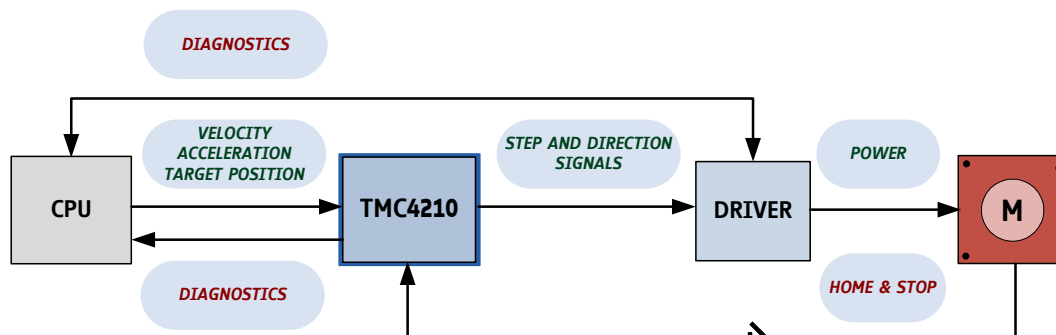 DIAGNOSTICS
VELOCITY
ACCELERATION
TARGET POSITION
STEP AND DIRECTION
SIGNALS
POWER
CPU
TMC4210
DRIVER
M
DIAGNOSTICS
HOME & STOP